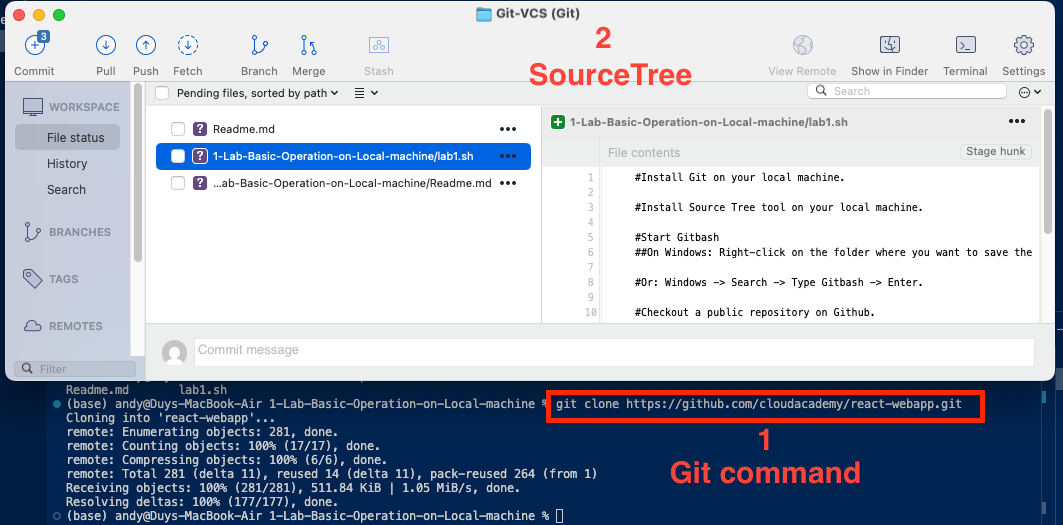 Git-VCS (Git)
3
Commit
Pull
Push
Fetch
Branch
Merge
Stash
2
SourceTree
View Remote
Show in Finder
Terminal
Settings
WORKSPACE
File status
History
Search
BRANCHES
TAGS
REMOTES
Filter
Pending files, sorted by path
Search
? Readme.md
? 1-Lab-Basic-Operation-on-Local-machine/lab1.sh
? ...ab-Basic-Operation-on-Local-machine/Readme.md
1-Lab-Basic-Operation-on-Local-machine/lab1.sh
File contents
Stage hunk
1 #Install Git on your local machine.
2
3 #Install Source Tree tool on your local machine.
4
5 #Start Gitbash
6 ##On Windows: Right-click on the folder where you want to save the
7
8 #Or: Windows -> Search -> Type Gitbash -> Enter.
9
10 #Checkout a public repository on Github.
Commit message
Readme.md lab1.sh
(base) andy@Duys-MacBook-Air 1-Lab-Basic-Operation-on-Local-machine % git clone https://github.com/cloudacademy/react-webapp.git
Cloning into 'react-webapp'...
remote: Enumerating objects: 281, done.
remote: Counting objects: 100% (17/17), done.
remote: Compressing objects: 100% (6/6), done.
remote: Total 281 (delta 11), reused 14 (delta 11), pack-reused 264 (from 1)
Receiving objects: 100% (281/281), 511.84 KiB | 1.05 MiB/s, done.
Resolving deltas: 100% (177/177), done.
(base) andy@Duys-MacBook-Air 1-Lab-Basic-Operation-on-Local-machine %
1
Git command